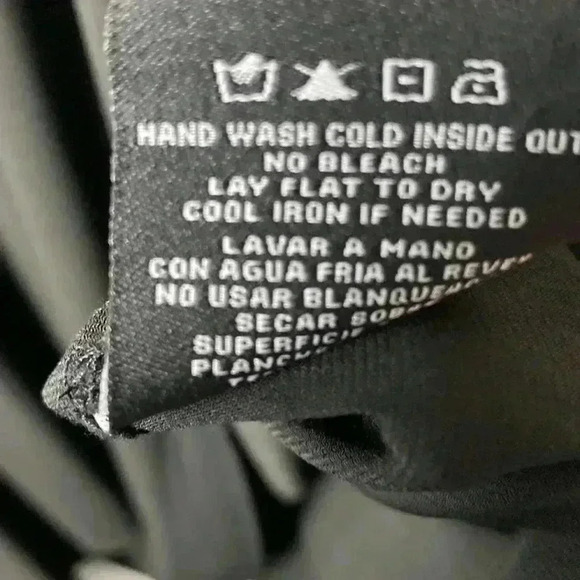 HAND WASH COLD INSIDE OUT
NO BLEACH
LAY FLAT TO DRY
COOL IRON IF NEEDED
LAVAR A MANO
CON AGUA FRIA AL
NO USAR
SECAR